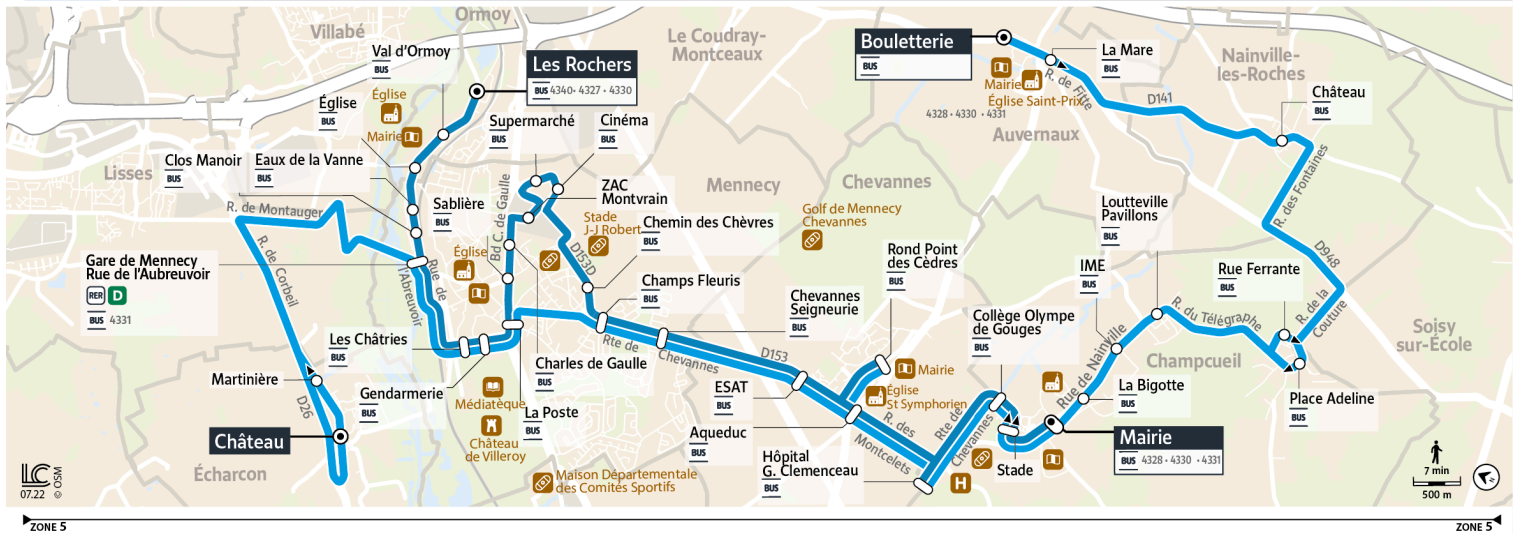 Ormoy
Villabé
Val d'Ormoy
BUS
Les Rochers
BUS 4340• 4327 • 4330
Le Coudray-
Montceaux
Bouletterie
BUS
La Mare
BUS
Nainville-
les-Roches
Église
Mairie
Église
BUS
Supermarché
BUS
Cinéma
BUS
Mairie
R. de Fitte
Église Saint-Prix
4328 • 4330 • 4331
Auvernaux
D141
Château
BUS
Clos Manoir
BUS
Eaux de la Vanne
BUS
Lisses
R. de Montauger
Sablière
BUS
Bd C. de Gaulle
ZAC
Montvrain
Mennecy
Chevannes
Stade
J-J Robert
Chemin des Chèvres
BUS
Golf de Mennecy
Chevannes
Loutteville
Pavillons
BUS
R. des Fontaines
D948
R. de Corbeil
Gare de Mennecy
Rue de l'Aubreuvoir
RER D
BUS 4331
Rue de
l'Abreuvoir
Église
D153D
Champs Fleuris
BUS
Rond Point
des Cèdres
BUS
IME
BUS
Rue Ferrante
BUS
Chevannes
Seigneurie
BUS
Collège Olympe
de Gouges
BUS
R. du Télégraphe
R. de la
Couture
Soisy
sur-École
Les Châtries
BUS
Rte de
Chevannes
D153
Rue de Nainville
Champcueil
Martinière
D26
Gendarmerie
BUS
Charles de Gaulle
BUS
Médiathèque
La Poste
BUS
ESAT
BUS
Mairie
Église
St Symphorien
La Bigotte
BUS
Place Adeline
BUS
Château
Château
de Villeroy
Aqueduc
BUS
R. des
Montcelets
Rte de
Chevannes
Mairie
BUS 4328 • 4330 • 4331
Écharcon
Maison Départementale
des Comités Sportifs
Hôpital
G. Clemenceau
BUS
H
Stade
LC
07.22
© OSM
7 min
500 m
N
ZONE 5
ZONE 5